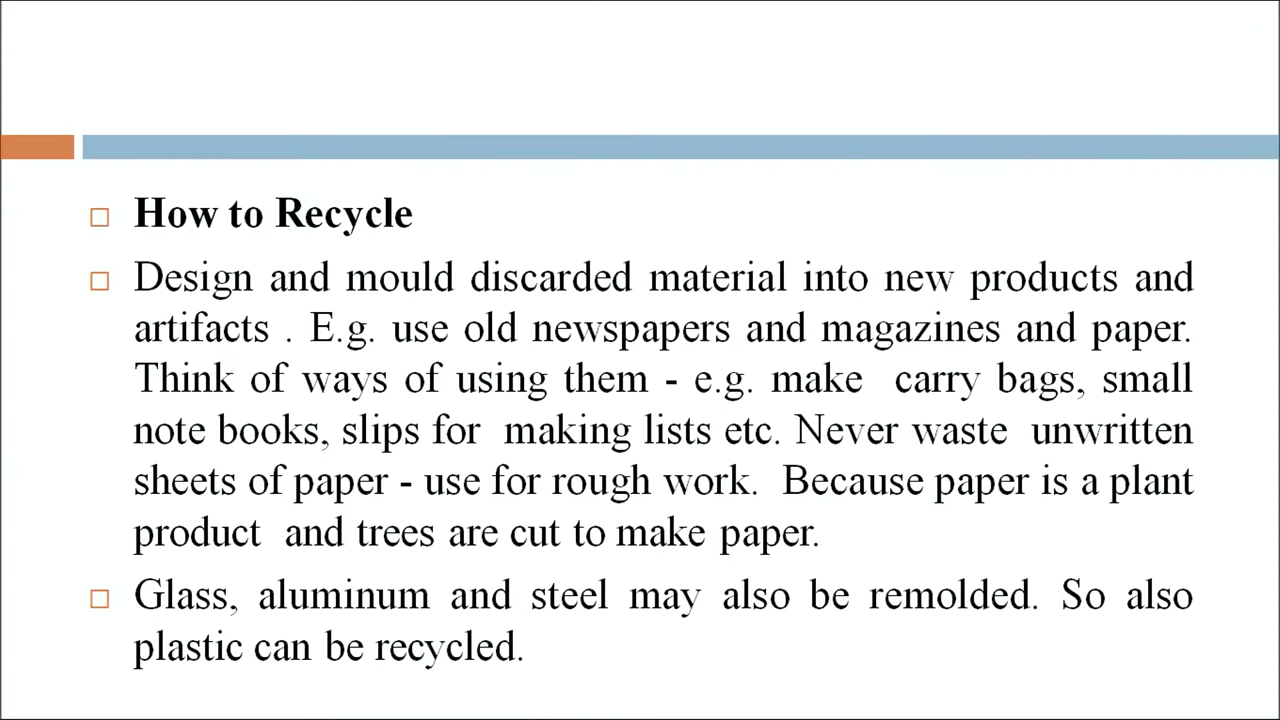 How to Recycle
Design and mould discarded material into new products and
artifacts . E.g. use old newspapers and magazines and paper.
Think of ways of using them - e.g. make  carry bags, small
note books, slips for  making lists etc. Never waste  unwritten
sheets of paper - use for rough work.  Because paper is a plant
product  and trees are cut to make paper.
Glass, aluminum and steel may also be remolded. So also
plastic can be recycled.